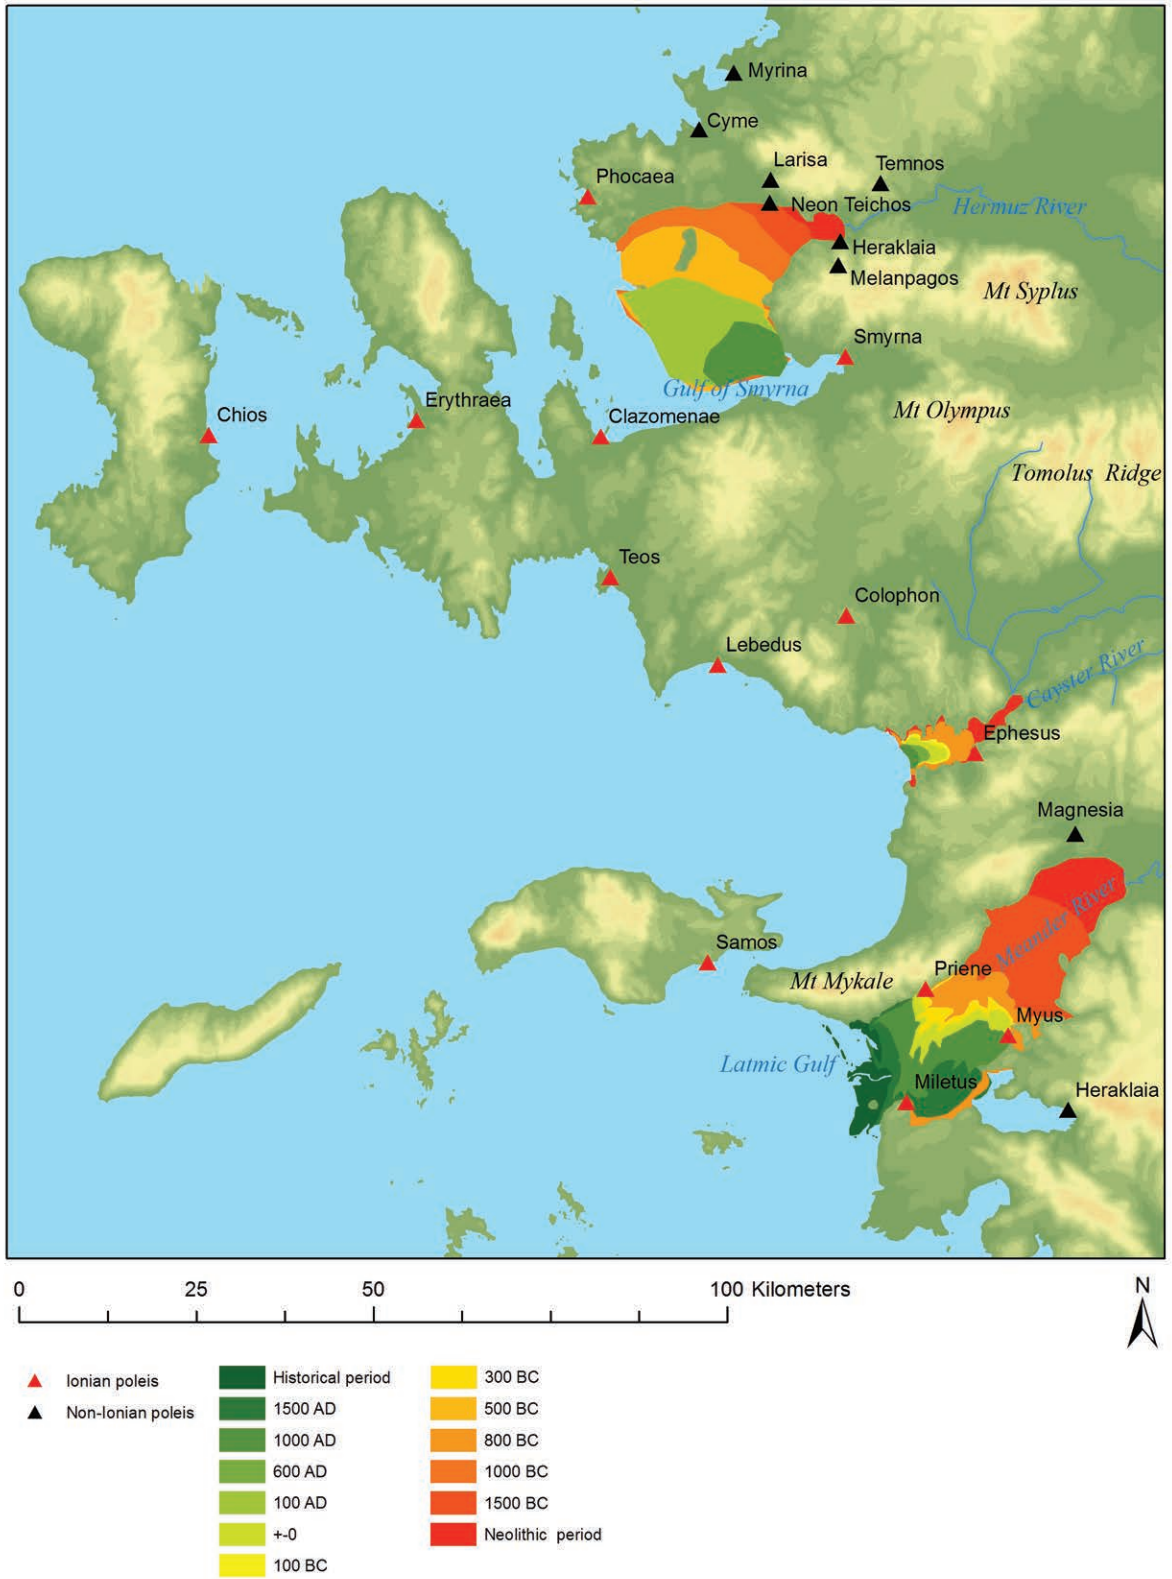 Myrina
Cyme
Larisa
Temnos
Phocaea
Neon Teichos
Hermuz River
Heraklaia
Melanpagos
Mt Syplus
Smyrna
Gulf of Smyrna
Erythraea
Mt Olympus
Chios
Clazomenae
Tomolus Ridge
Teos
Colophon
Lebedus
Cayster River
Ephesus
Magnesia
Meander River
Samos
Priene
Mt Mykale
Myus
Latmic Gulf
Miletus
Heraklaia
0 25 50 100 Kilometers
N
Ionian poleis
Non-Ionian poleis
Historical period
1500 AD
1000 AD
600 AD
100 AD
+-0
100 BC
300 BC
500 BC
800 BC
1000 BC
1500 BC
Neolithic period